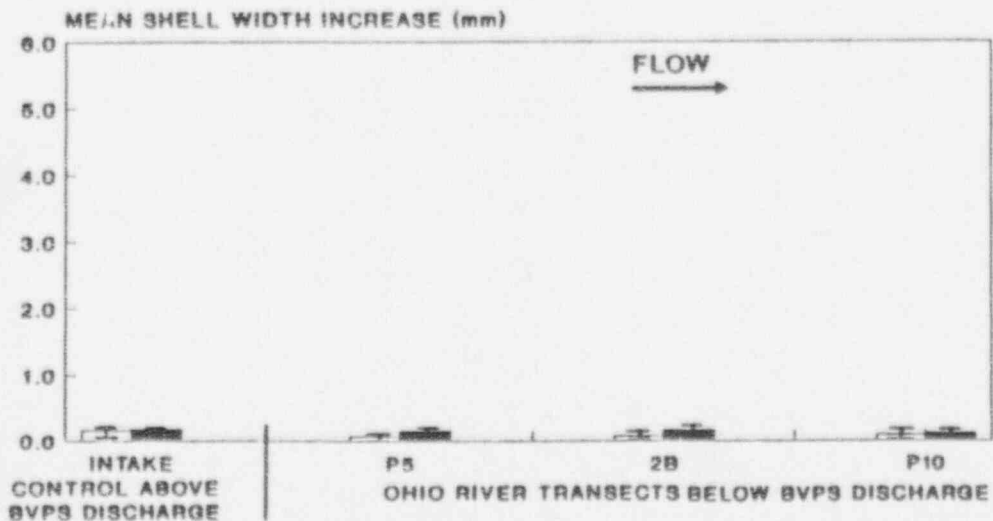 MEAN SHELL WIDTH INCREASE (mm)
6.0
FLOW
5.0
4.0
3.0
2.0
1.0
0.0
INTAKE P5 2B P10
CONTROL ABOVE OHIO RIVER TRANSECTS BELOW BVPS DISCHARGE
BVPS DISCHARGE